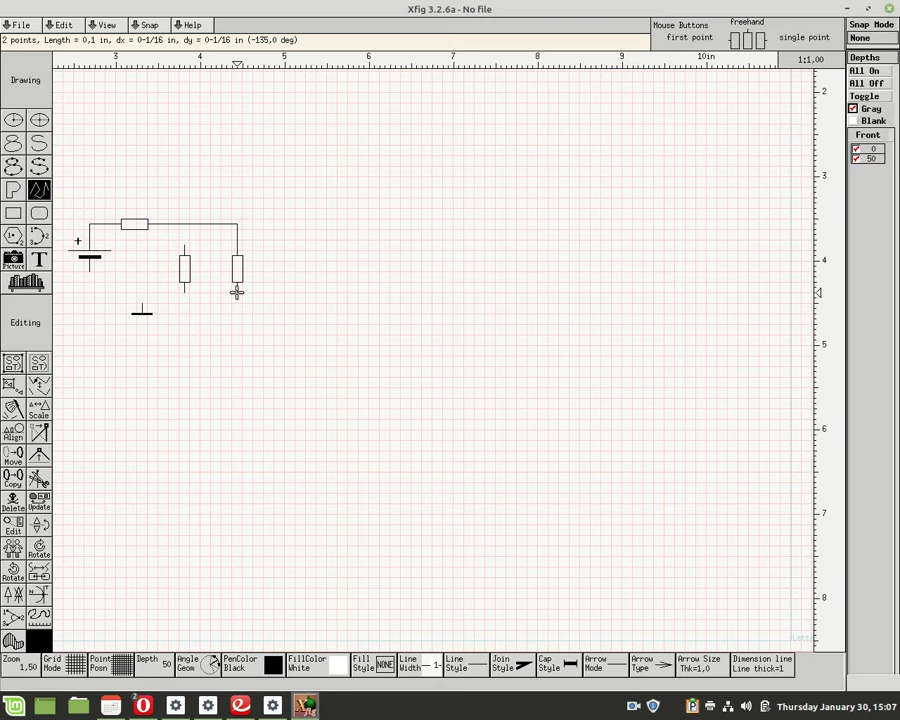 Xfig 3.2.6a - No file
File Edit View Snap Help
2 points, Length = 0,1 in, dx = 0-1/16 in, dy = 0-1/16 in (-135,0 deg)
Mouse Buttons
freehand
first point
single point
Snap Mode
None
3 4 5 6 7 8 9 10in
1:1,00
Depths
All On
All Off
Toggle
Gray
Blank
Front
0
50
2
3
4
5
6
7
8
Drawing
Picture
T
Editing
Scale
Align
Move
Copy
Delete Update
Edit
Rotate
Rotate
+
Letter
Zoom 1,50
Grid Mode
Point Posn
Depth 50
Angle Geom
PenColor Black
FillColor White
Fill Style NONE
Line Width 1
Line Style
Join Style
Cap Style
Arrow Mode
Arrow Type
Arrow Size Thk=1,0
Dimension line Line thick=1
2
Thursday January 30, 15:07